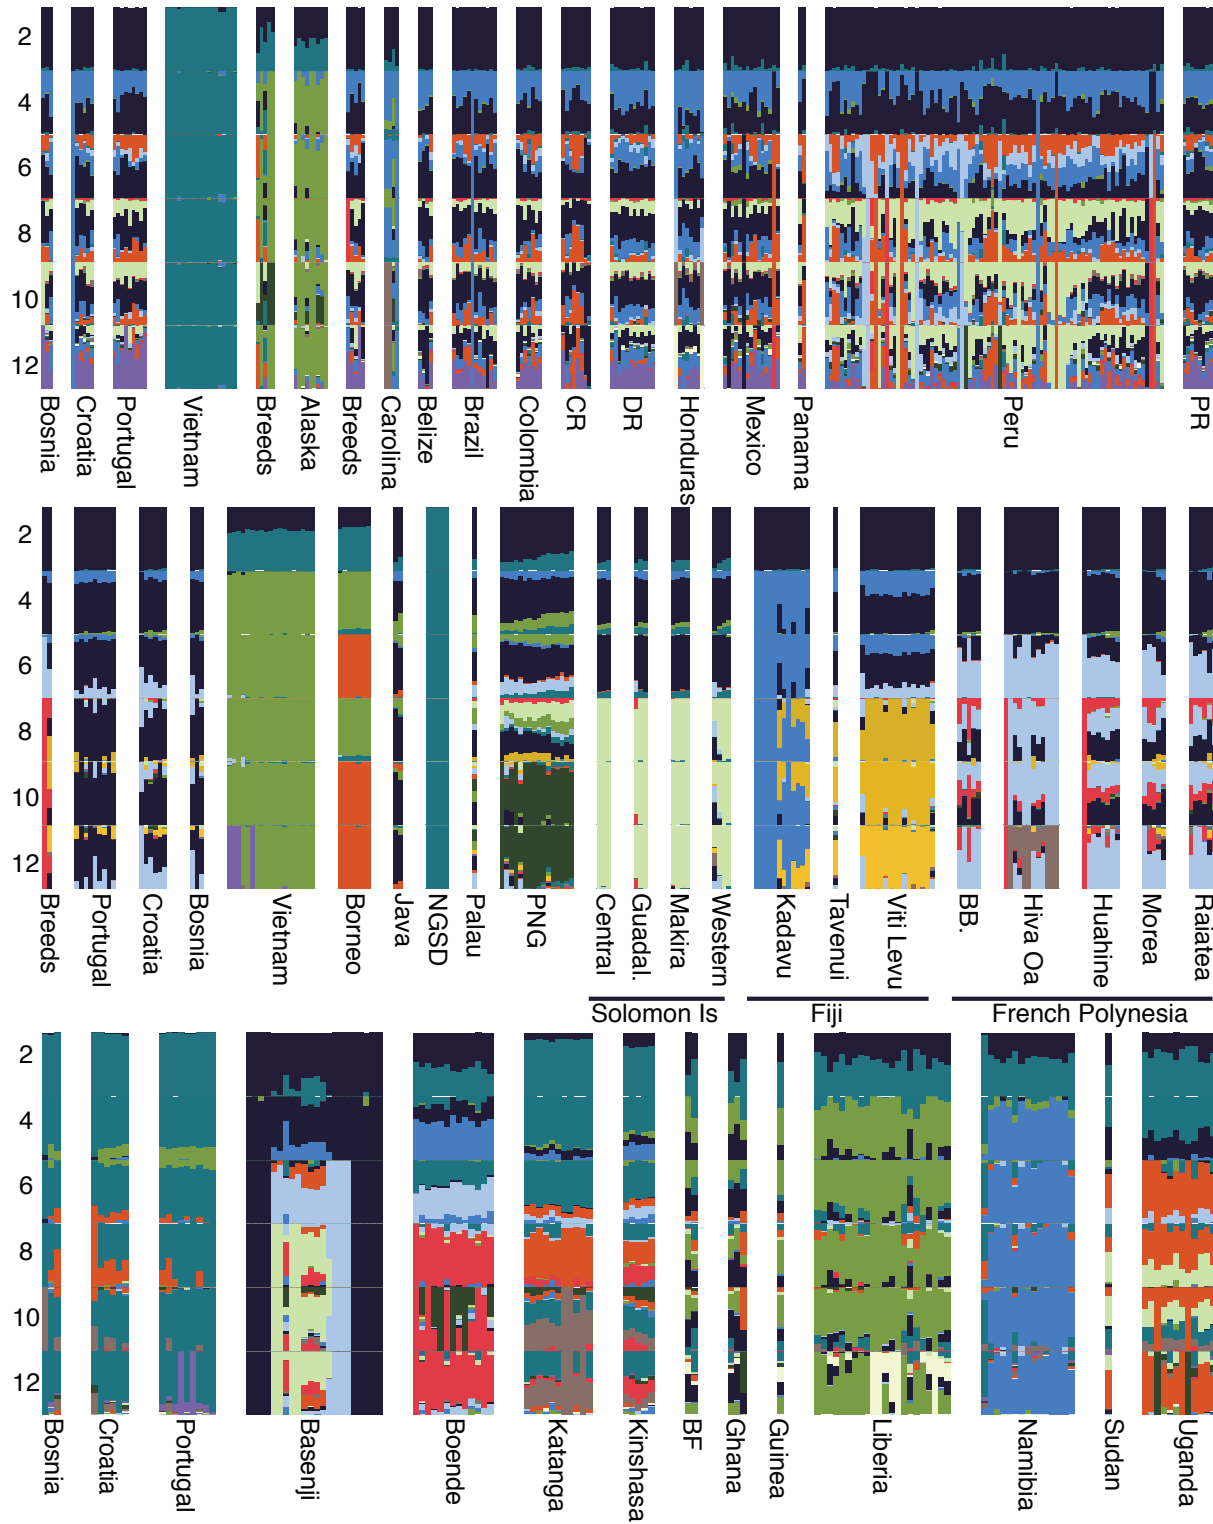 2
4
6
8
10
12
Bosnia
Croatia
Portugal
Vietnam
Breeds
Alaska
Breeds
Carolina
Belize
Brazil
Colombia
CR
DR
Honduras
Mexico
Panama
Peru
PR
2
4
6
8
10
12
Breeds
Portugal
Croatia
Bosnia
Vietnam
Borneo
Java
NGSD
Palau
PNG
Central
Guadal.
Makira
Western
Kadavu
Tavenui
Viti Levu
BB.
Hiva Oa
Huahine
Morea
Raiatea
Solomon Is
Fiji
French Polynesia
2
4
6
8
10
12
Bosnia
Croatia
Portugal
Basenji
Boende
Katanga
Kinshasa
BF
Ghana
Guinea
Liberia
Namibia
Sudan
Uganda